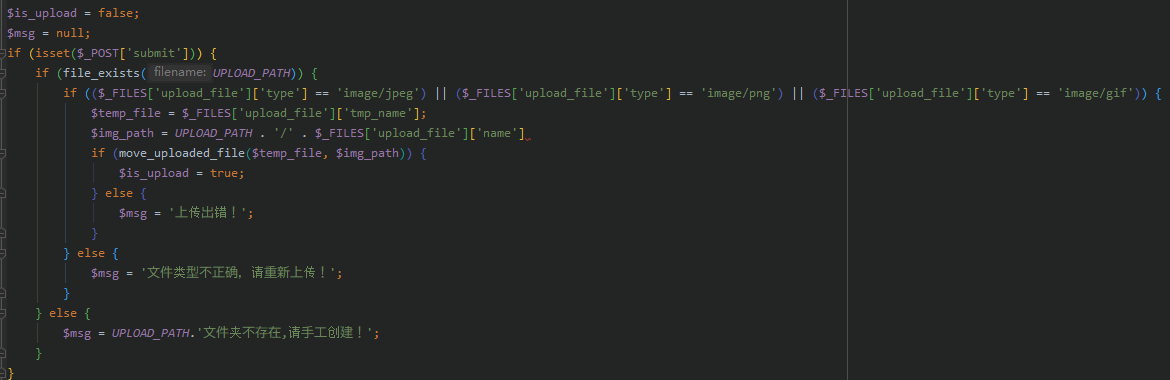 $is_upload = false;
$msg = null;
if (isset($_POST['submit'])) {
if (file_exists( filename: UPLOAD_PATH)) {
if (($_FILES['upload_file']['type'] == 'image/jpeg') || ($_FILES['upload_file']['type'] == 'image/png') || ($_FILES['upload_file']['type'] == 'image/gif')) {
$temp_file = $_FILES['upload_file']['tmp_name'];
$img_path = UPLOAD_PATH . '/' . $_FILES['upload_file']['name']
if (move_uploaded_file($temp_file, $img_path)) {
$is_upload = true;
} else {
$msg = '上传出错！';
}
} else {
$msg = '文件类型不正确，请重新上传！';
}
} else {
$msg = UPLOAD_PATH.'文件夹不存在,请手工创建！';
}
}